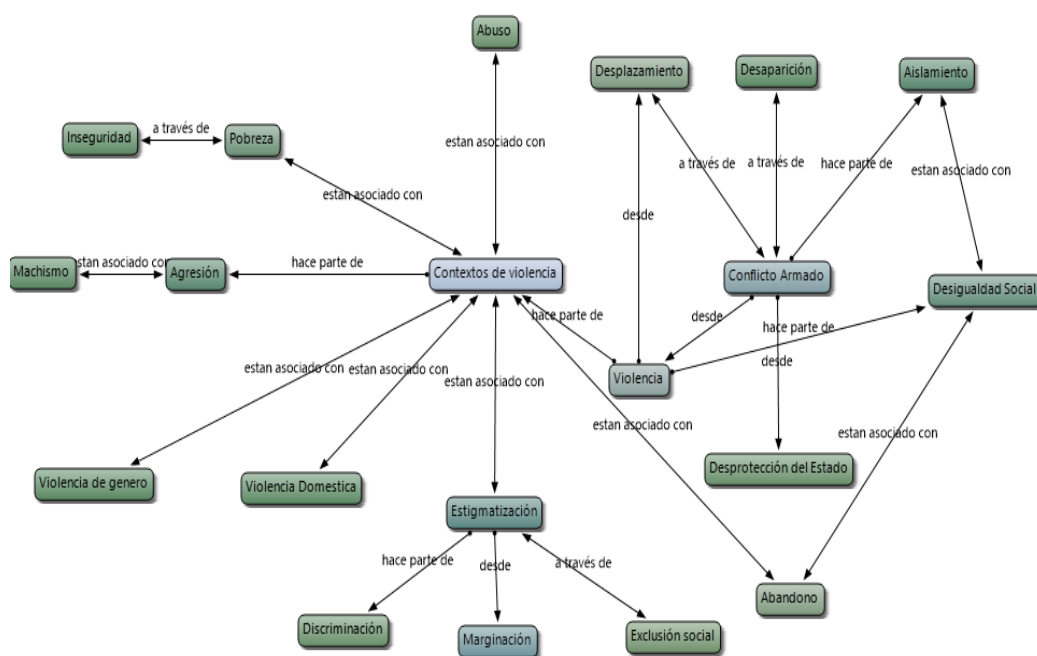 Abuso
Desplazamiento
Desaparición
Aislamiento
Inseguridad
a través de
Pobreza
estan asociado con
a través de
a través de
hace parte de
estan asociado con
estan asociado con
desde
Machismo
estan asociado con
Agresión
hace parte de
Contextos de violencia
Conflicto Armado
Desigualdad Social
hace parte de
desde
hace parte de
desde
estan asociado con
estan asociado con
estan asociado con
Violencia
estan asociado con
estan asociado con
Violencia de genero
Violencia Domestica
Desprotección del Estado
Estigmatización
hace parte de
desde
a través de
Abandono
Discriminación
Marginación
Exclusión social